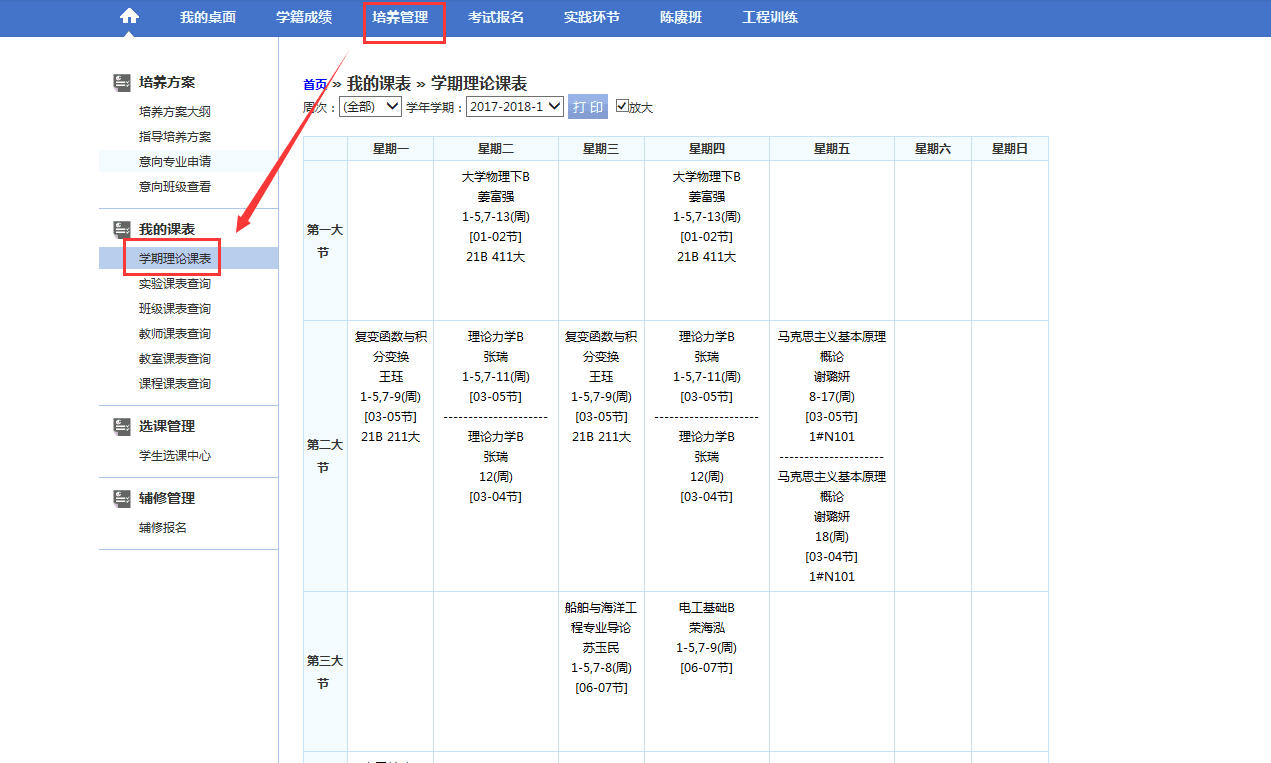 我的桌面 学籍成绩 培养管理 考试报名 实践环节 陈赓班 工程训练
培养方案
培养方案大纲
指导培养方案
意向专业申请
意向班级查看
我的课表
学期理论课表
实验课表查询
班级课表查询
教师课表查询
教室课表查询
课程课表查询
选课管理
学生选课中心
辅修管理
辅修报名
首页 » 我的课表 » 学期理论课表
周次：(全部) 学年学期：2017-2018-1 打 印 放大
星期一 星期二 星期三 星期四 星期五 星期六 星期日
第一大
节
大学物理下B
姜富强
1-5,7-13(周)
[01-02节]
21B 411大
大学物理下B
姜富强
1-5,7-13(周)
[01-02节]
21B 411大
第二大
节
复变函数与积
分变换
王珏
1-5,7-9(周)
[03-05节]
21B 211大
理论力学B
张瑞
1-5,7-11(周)
[03-05节]
---------------------
理论力学B
张瑞
12(周)
[03-04节]
复变函数与积
分变换
王珏
1-5,7-9(周)
[03-05节]
21B 211大
理论力学B
张瑞
1-5,7-11(周)
[03-05节]
---------------------
理论力学B
张瑞
12(周)
[03-04节]
马克思主义基本原理
概论
谢璐妍
8-17(周)
[03-05节]
1#N101
---------------------
马克思主义基本原理
概论
谢璐妍
18(周)
[03-04节]
1#N101
第三大
节
船舶与海洋工
程专业导论
苏玉民
1-5,7-8(周)
[06-07节]
电工基础B
荣海泓
1-5,7-9(周)
[06-07节]